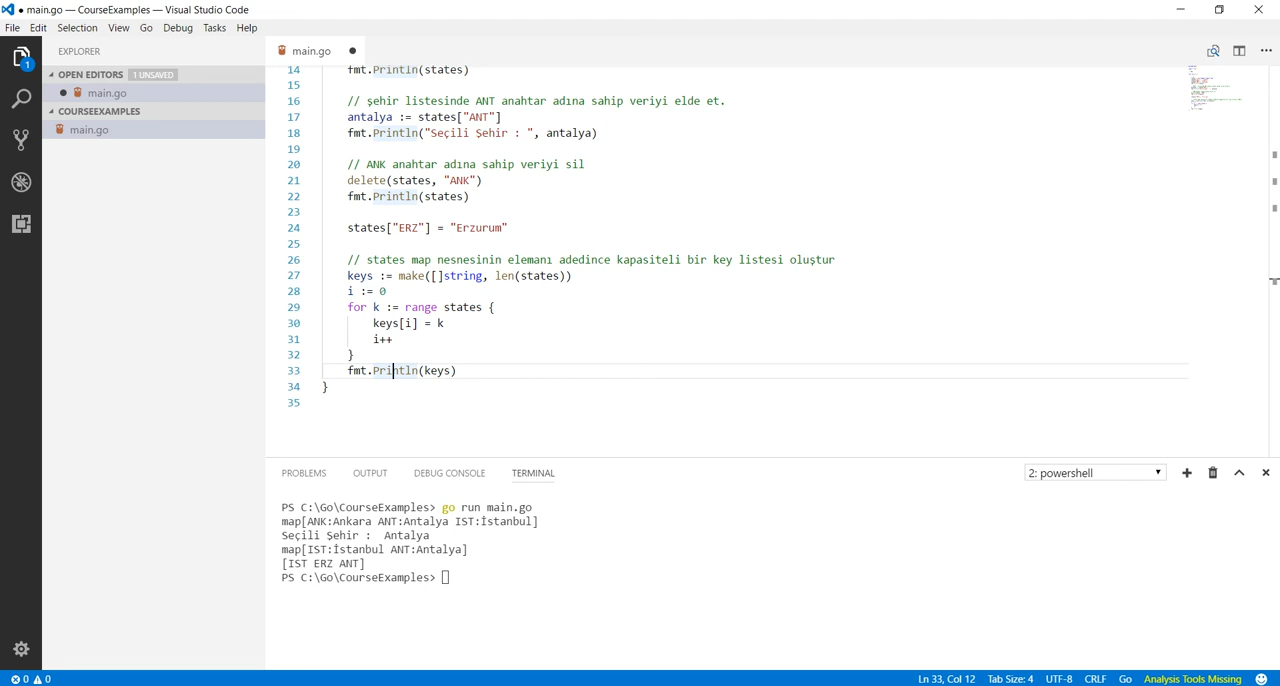 main.go — CourseExamples — Visual Studio Code
File Edit Selection View Go Debug Tasks Help
EXPLORER
OPEN EDITORS 1 UNSAVED
main.go
COURSEEXAMPLES
main.go
1
main.go
14 fmt.Println(states)
15
16 // şehir listesinde ANT anahtar adına sahip veriyi elde et.
17 antalya := states["ANT"]
18 fmt.Println("Seçili Şehir : ", antalya)
19
20 // ANK anahtar adına sahip veriyi sil
21 delete(states, "ANK")
22 fmt.Println(states)
23
24 states["ERZ"] = "Erzurum"
25
26 // states map nesnesinin elemanı adedince kapasiteli bir key listesi oluştur
27 keys := make([]string, len(states))
28 i := 0
29 for k := range states {
30 keys[i] = k
31 i++
32 }
33 fmt.Println(keys)
34 }
35
PROBLEMS OUTPUT DEBUG CONSOLE TERMINAL 2: powershell
PS C:\Go\CourseExamples> go run main.go
map[ANK:Ankara ANT:Antalya IST:İstanbul]
Seçili Şehir :  Antalya
map[IST:İstanbul ANT:Antalya]
[IST ERZ ANT]
PS C:\Go\CourseExamples>
0 0 Ln 33, Col 12 Tab Size: 4 UTF-8 CRLF Go Analysis Tools Missing